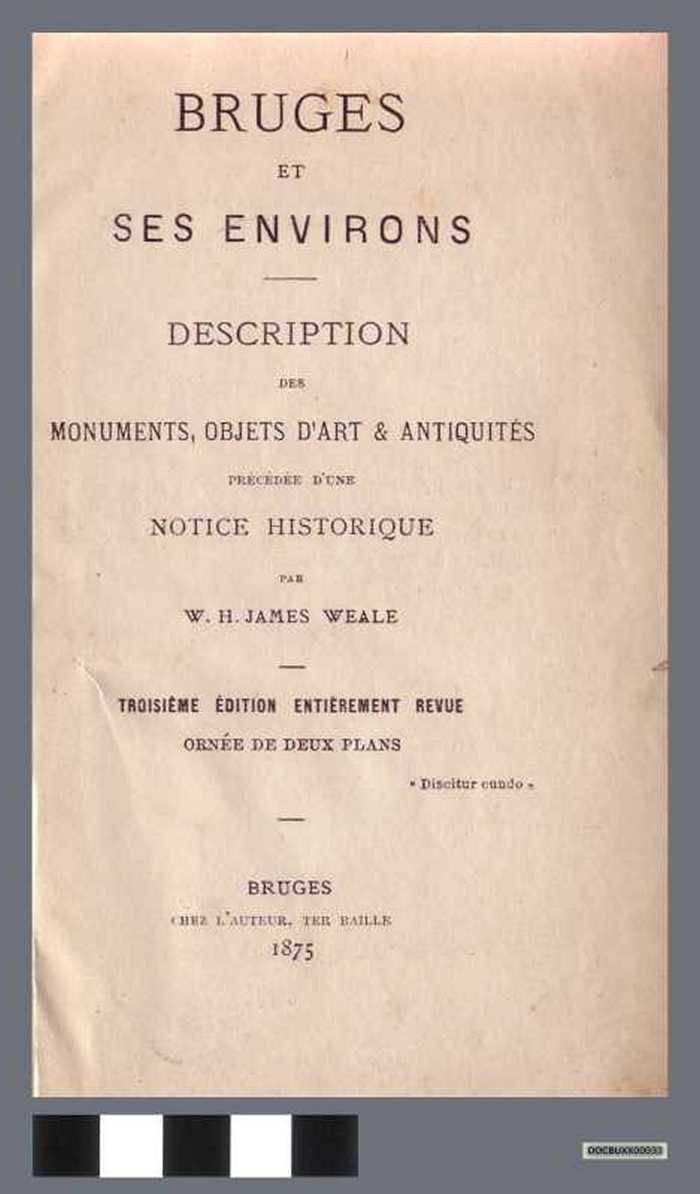 BRUGES
ET
SES ENVIRONS
DESCRIPTION
DES
MONUMENTS, OBJETS D'ART & ANTIQUITÉS
PRÉCÉDÉE D'UNE
NOTICE HISTORIQUE
PAR
W. H. JAMES WEALE
TROISIÈME ÉDITION ENTIÈREMENT REVUE
ORNÉE DE DEUX PLANS
« Discitur eundo »
BRUGES
CHEZ L'AUTEUR, TER BAILLE
1875
DOCBUXX00033